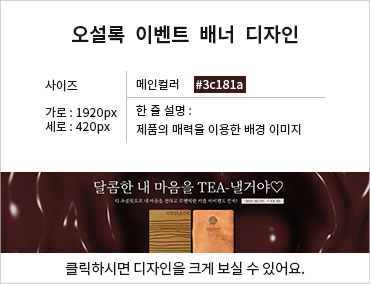 오설록 이벤트 배너 디자인
사이즈
메인컬러 #3c181a
가로 : 1920px
세로 : 420px
한 줄 설명 :
제품의 매력을 이용한 배경 이미지
달콤한 내 마음을 TEA-낼거야♡
클릭하시면 디자인을 크게 보실 수 있어요.